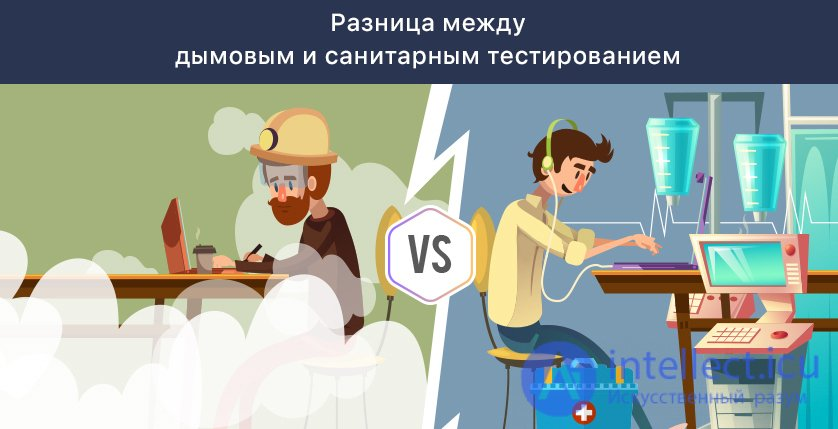 Разница между
дымовым и санитарным тестированием
VS
intellect.icu
Искусственный разум